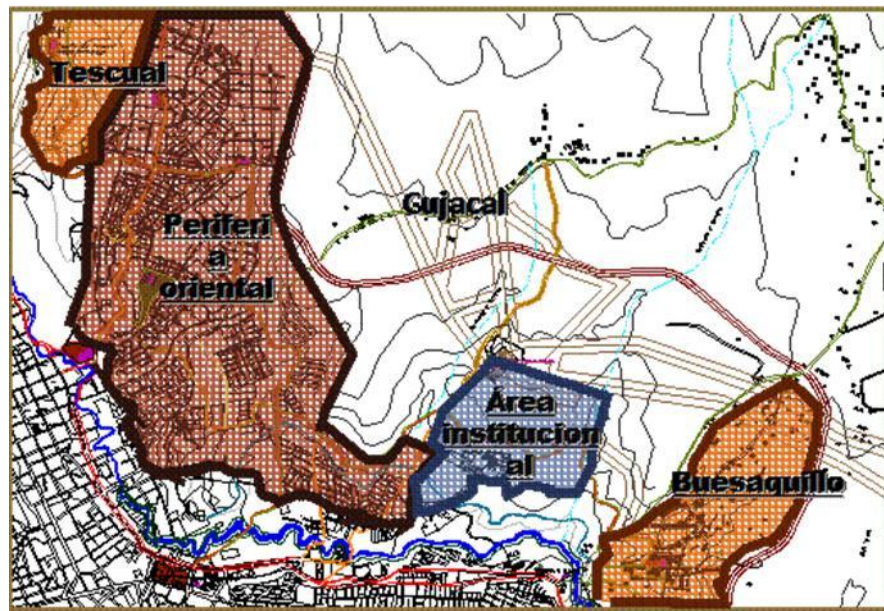 Tescual
Periferi
a
oriental
Gujacal
Área
institucion
al
Buesaquillo